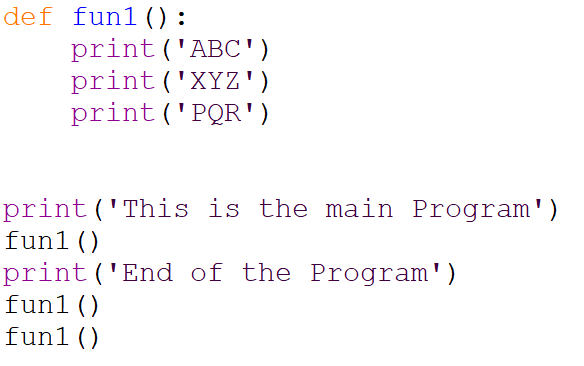 def fun1():
    print('ABC')
    print('XYZ')
    print('PQR')
print('This is the main Program')
fun1()
print('End of the Program')
fun1()
fun1()